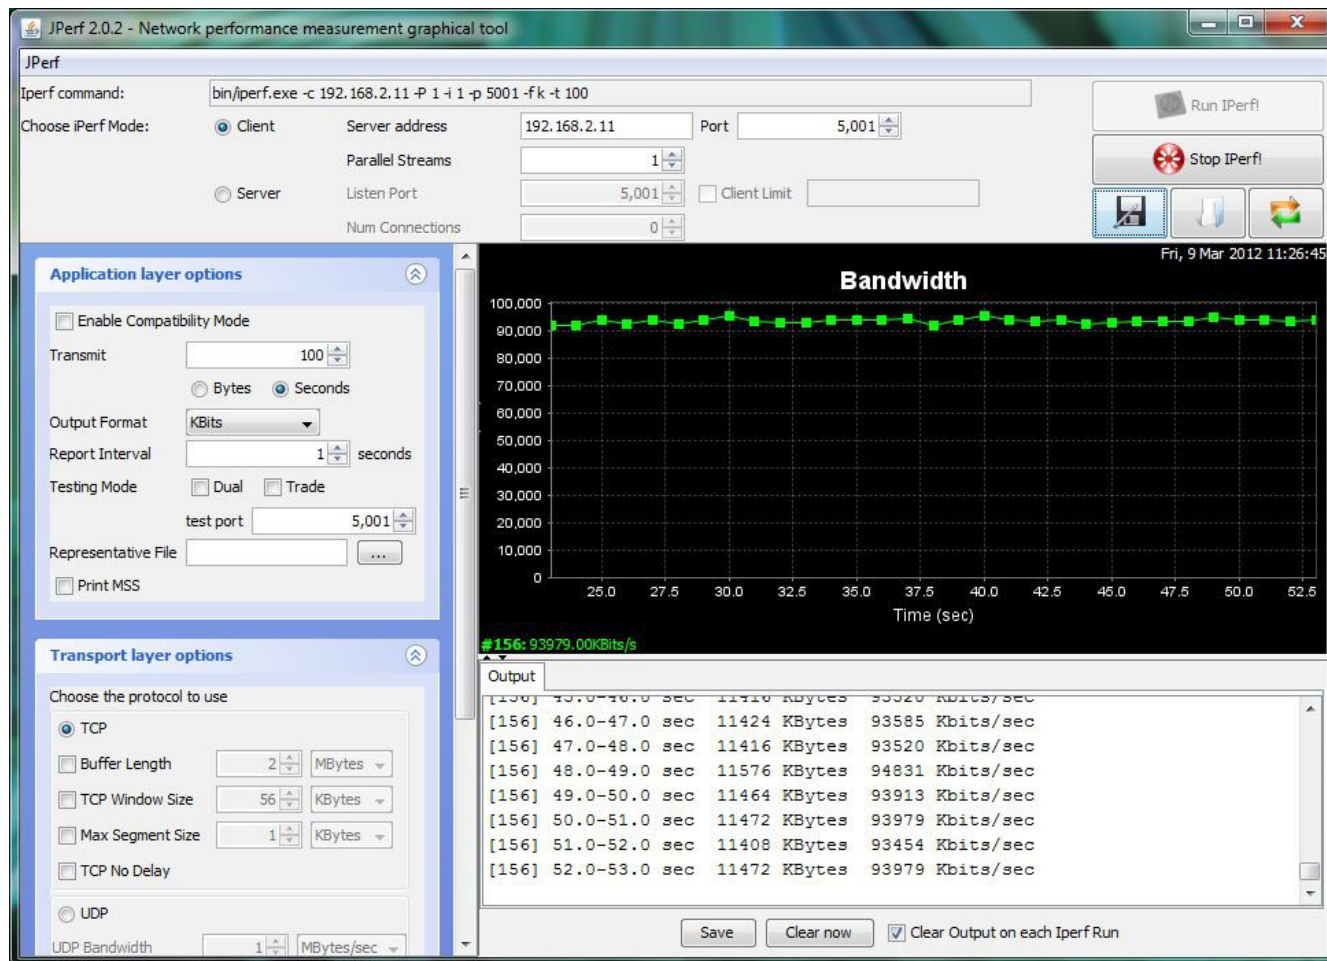 JPerf 2.0.2 - Network performance measurement graphical tool
JPerf
Iperf command: bin/iperf.exe -c 192.168.2.11 -P 1 -i 1 -p 5001 -f k -t 100
Run IPerf!
Choose iPerf Mode: Client Server address 192.168.2.11 Port 5,001
Parallel Streams 1
Stop IPerf!
Server Listen Port 5,001 Client Limit
Num Connections 0
Application layer options
Enable Compatibility Mode
Transmit 100
Bytes Seconds
Output Format KBits
Report Interval 1 seconds
Testing Mode Dual Trade
test port 5,001
Representative File ...
Print MSS
Transport layer options
Choose the protocol to use
TCP
Buffer Length 2 MBytes
TCP Window Size 56 KBytes
Max Segment Size 1 KBytes
TCP No Delay
UDP
UDP Bandwidth 1 MBytes/sec
Fri, 9 Mar 2012 11:26:45
Bandwidth
100,000
90,000
80,000
70,000
60,000
50,000
40,000
30,000
20,000
10,000
0
25.0 27.5 30.0 32.5 35.0 37.5 40.0 42.5 45.0 47.5 50.0 52.5
Time (sec)
#156: 93979.00KBits/s
Output
[156] 45.0-46.0 sec 11416 KBytes 93520 Kbits/sec
[156] 46.0-47.0 sec 11424 KBytes 93585 Kbits/sec
[156] 47.0-48.0 sec 11416 KBytes 93520 Kbits/sec
[156] 48.0-49.0 sec 11576 KBytes 94831 Kbits/sec
[156] 49.0-50.0 sec 11464 KBytes 93913 Kbits/sec
[156] 50.0-51.0 sec 11472 KBytes 93979 Kbits/sec
[156] 51.0-52.0 sec 11408 KBytes 93454 Kbits/sec
[156] 52.0-53.0 sec 11472 KBytes 93979 Kbits/sec
Save Clear now Clear Output on each Iperf Run